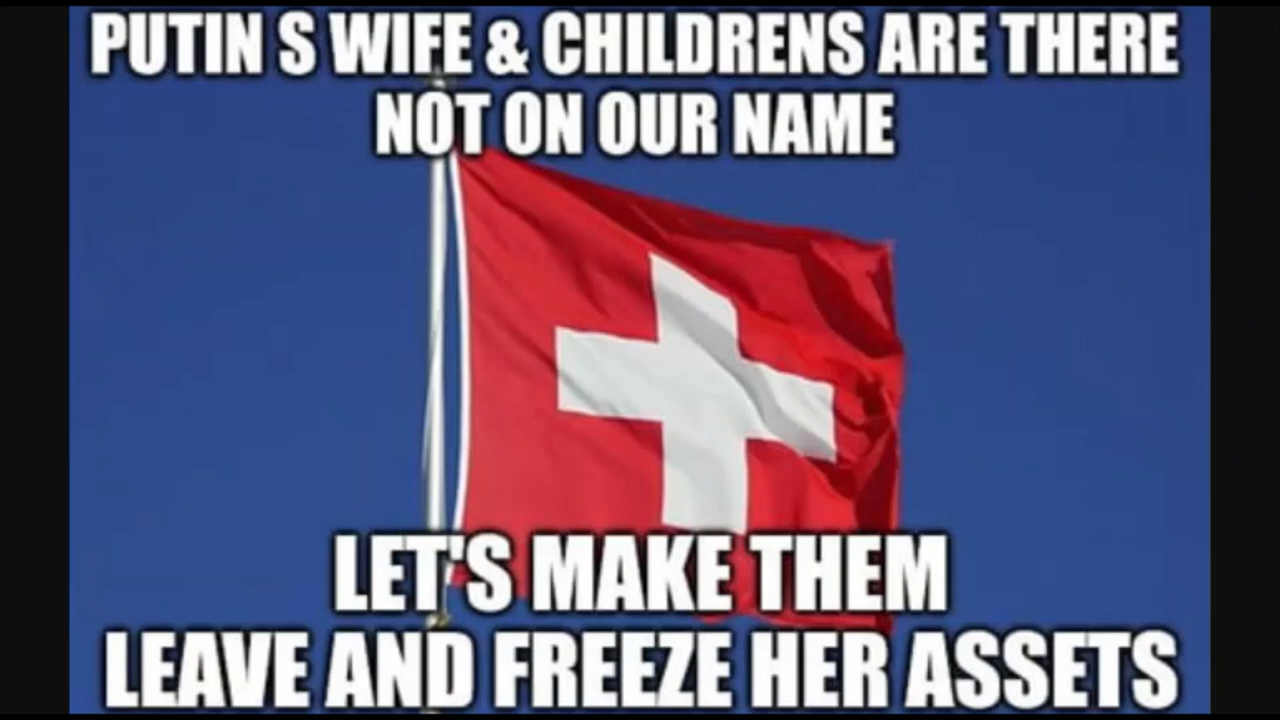 PUTIN S WIFE & CHILDRENS ARE THERE
NOT ON OUR NAME
LET'S MAKE THEM
LEAVE AND FREEZE HER ASSETS